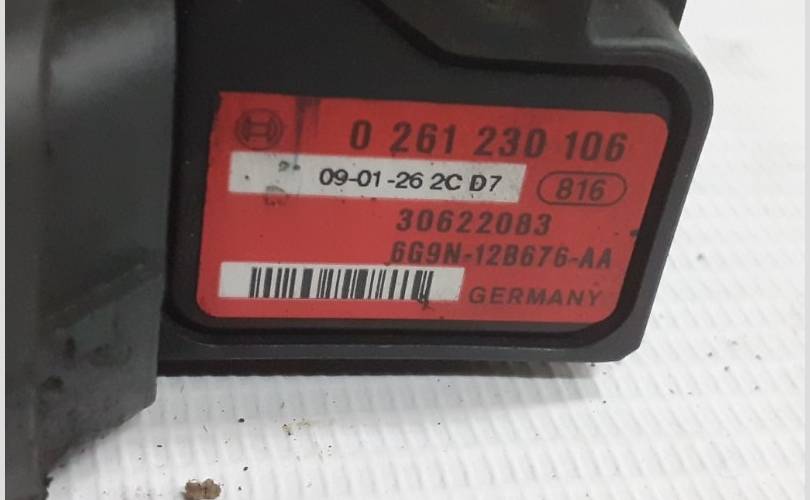 0 261 230 106
09-01-26 2C D7
816
30622083
6G9N-12B676-AA
GERMANY